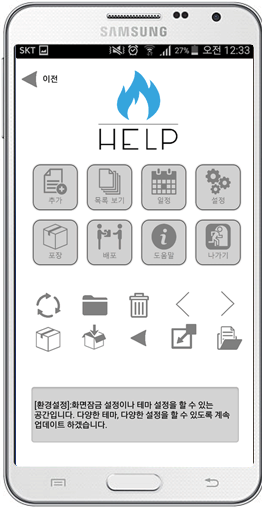 SAMSUNG
SKT 27% 오전 12:33
이전
HELP
추가 목록 보기 일정 설정
포장 배포 도움말 나가기
[환경설정]:화면잠금 설정이나 테마 설정을 할 수 있는
공간입니다. 다양한 테마, 다양한 설정을 할 수 있도록 계속
업데이트 하겠습니다.